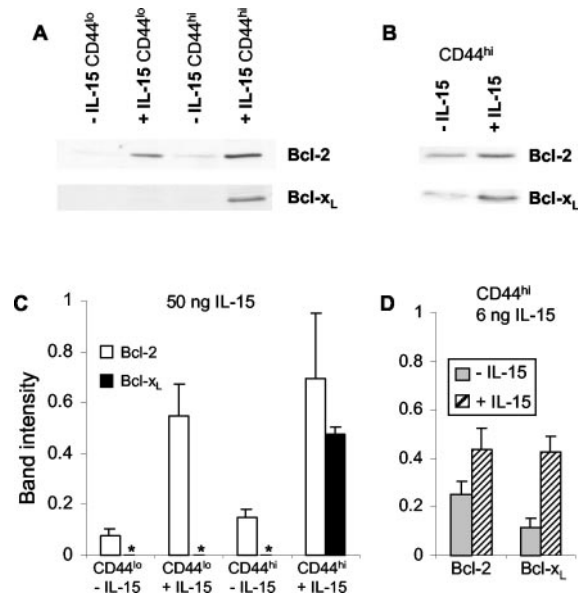 A
- IL-15 CD44lo
+ IL-15 CD44lo
- IL-15 CD44hi
+ IL-15 CD44hi
Bcl-2
Bcl-xL
B
CD44hi
- IL-15
+ IL-15
Bcl-2
Bcl-xL
C
50 ng IL-15
Bcl-2
Bcl-xL
Band intensity
1
0.8
0.6
0.4
0.2
0
* * *
CD44lo CD44lo CD44hi CD44hi
- IL-15 + IL-15 - IL-15 + IL-15
D
CD44hi
6 ng IL-15
- IL-15
+ IL-15
1
0.8
0.6
0.4
0.2
0
Bcl-2 Bcl-xL